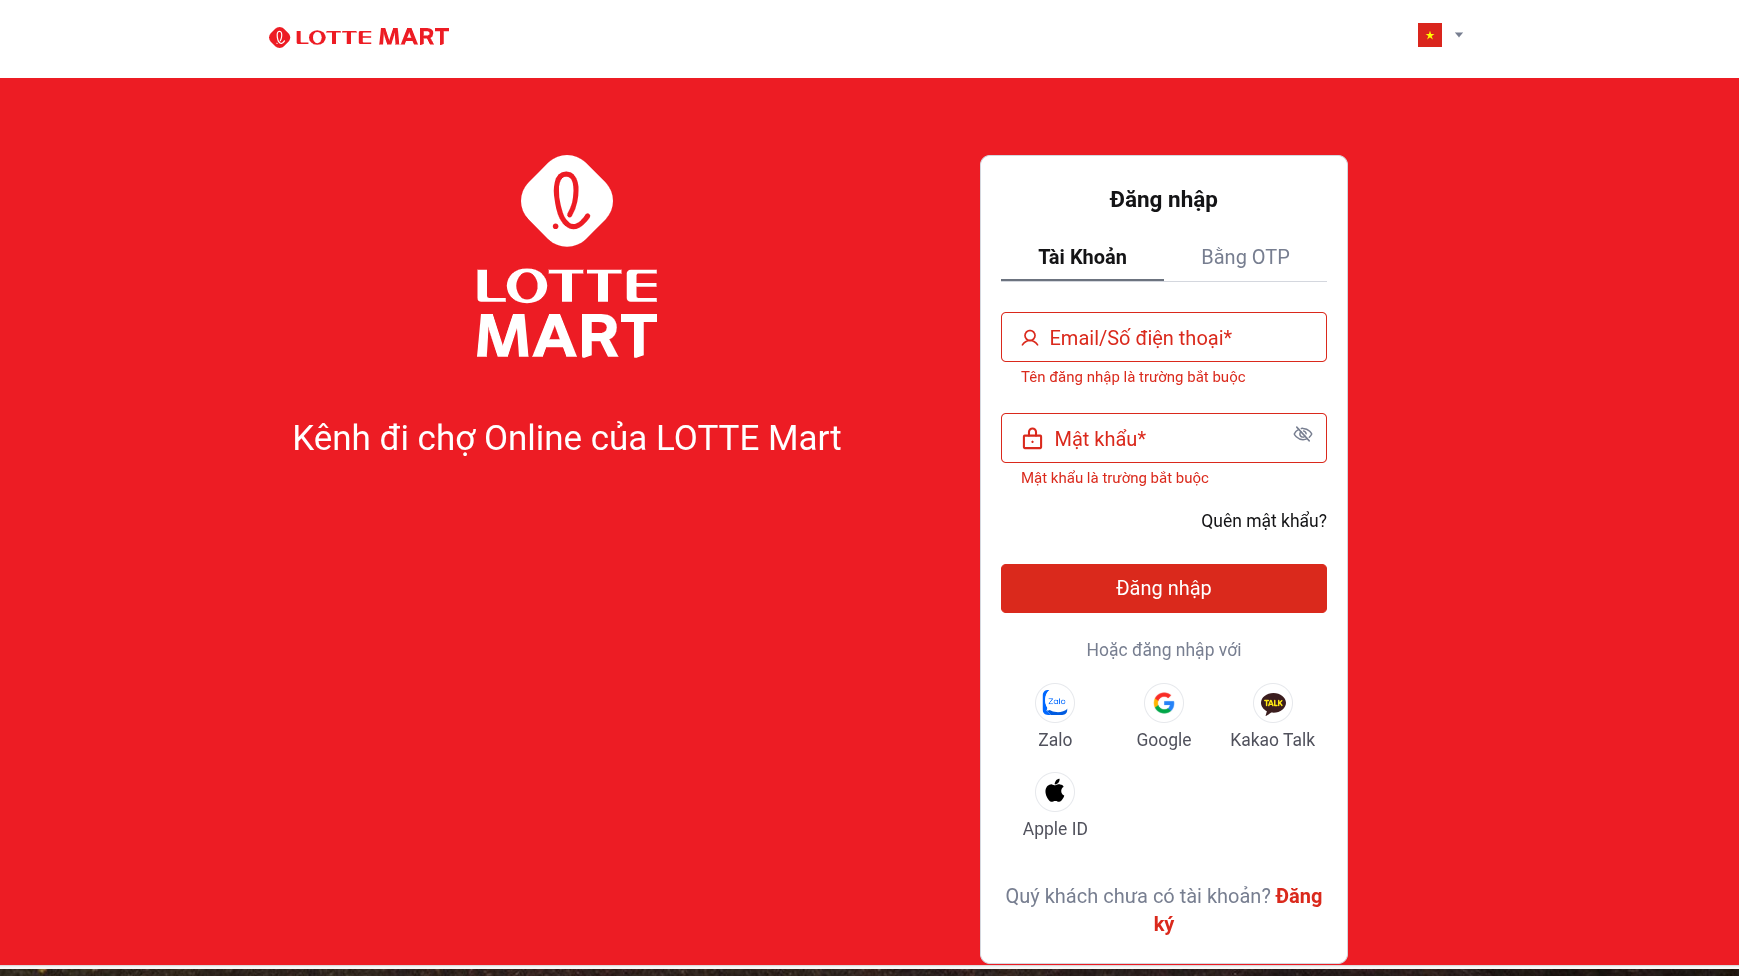 LOTTE MART
LOTTE
MART
Kênh đi chợ Online của LOTTE Mart
Đăng nhập
Tài Khoản
Bằng OTP
Email/Số điện thoại*
Tên đăng nhập là trường bắt buộc
Mật khẩu*
Mật khẩu là trường bắt buộc
Quên mật khẩu?
Đăng nhập
Hoặc đăng nhập với
Zalo
TALK
Zalo
Google
Kakao Talk
Apple ID
Quý khách chưa có tài khoản? Đăng
ký